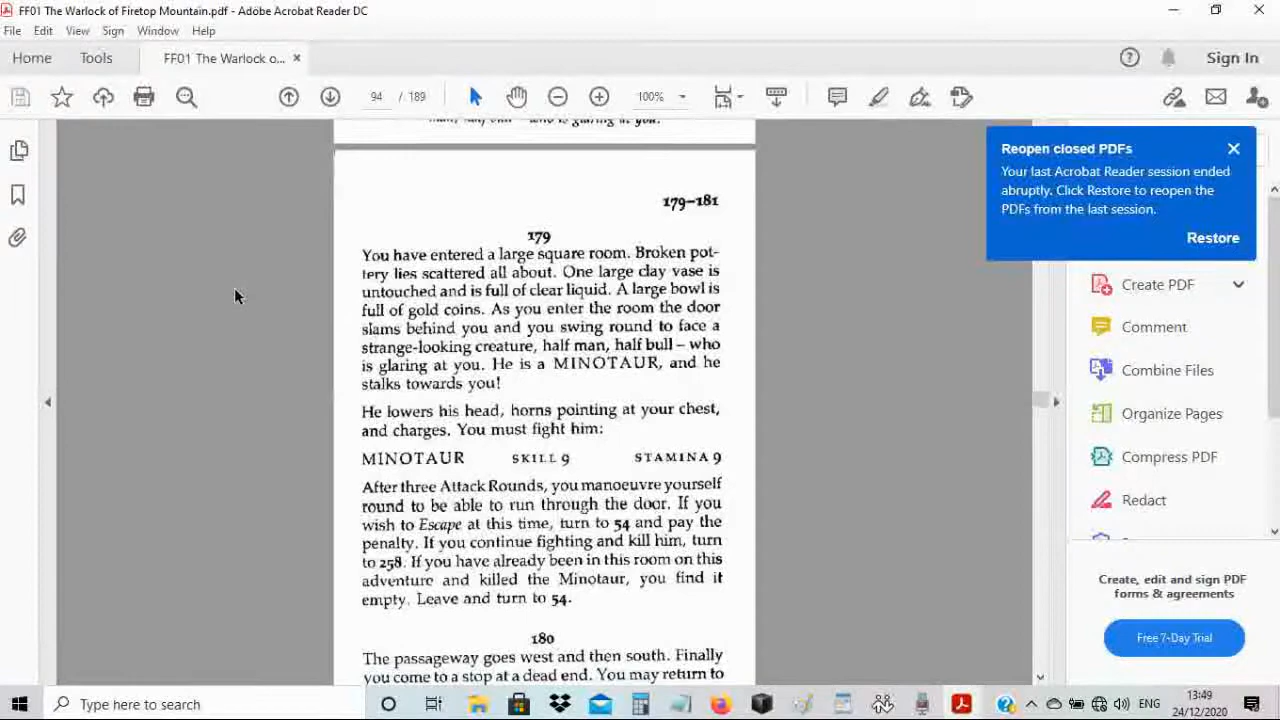 FF01 The Warlock of Firetop Mountain.pdf - Adobe Acrobat Reader DC
File Edit View Sign Window Help
Home Tools FF01 The Warlock o... Sign In
94 / 189 100%
man, half bull – who is glaring at you.
179–181
179
You have entered a large square room. Broken pot-
tery lies scattered all about. One large clay vase is
untouched and is full of clear liquid. A large bowl is
full of gold coins. As you enter the room the door
slams behind you and you swing round to face a
strange-looking creature, half man, half bull – who
is glaring at you. He is a MINOTAUR, and he
stalks towards you!
He lowers his head, horns pointing at your chest,
and charges. You must fight him:
MINOTAUR SKILL 9 STAMINA 9
After three Attack Rounds, you manoeuvre yourself
round to be able to run through the door. If you
wish to Escape at this time, turn to 54 and pay the
penalty. If you continue fighting and kill him, turn
to 258. If you have already been in this room on this
adventure and killed the Minotaur, you find it
empty. Leave and turn to 54.
180
The passageway goes west and then south. Finally
you come to a stop at a dead end. You may return to
Reopen closed PDFs
Your last Acrobat Reader session ended
abruptly. Click Restore to reopen the
PDFs from the last session.
Restore
Create PDF
Comment
Combine Files
Organize Pages
Compress PDF
Redact
Create, edit and sign PDF
forms & agreements
Free 7-Day Trial
Type here to search
ENG
13:49
24/12/2020